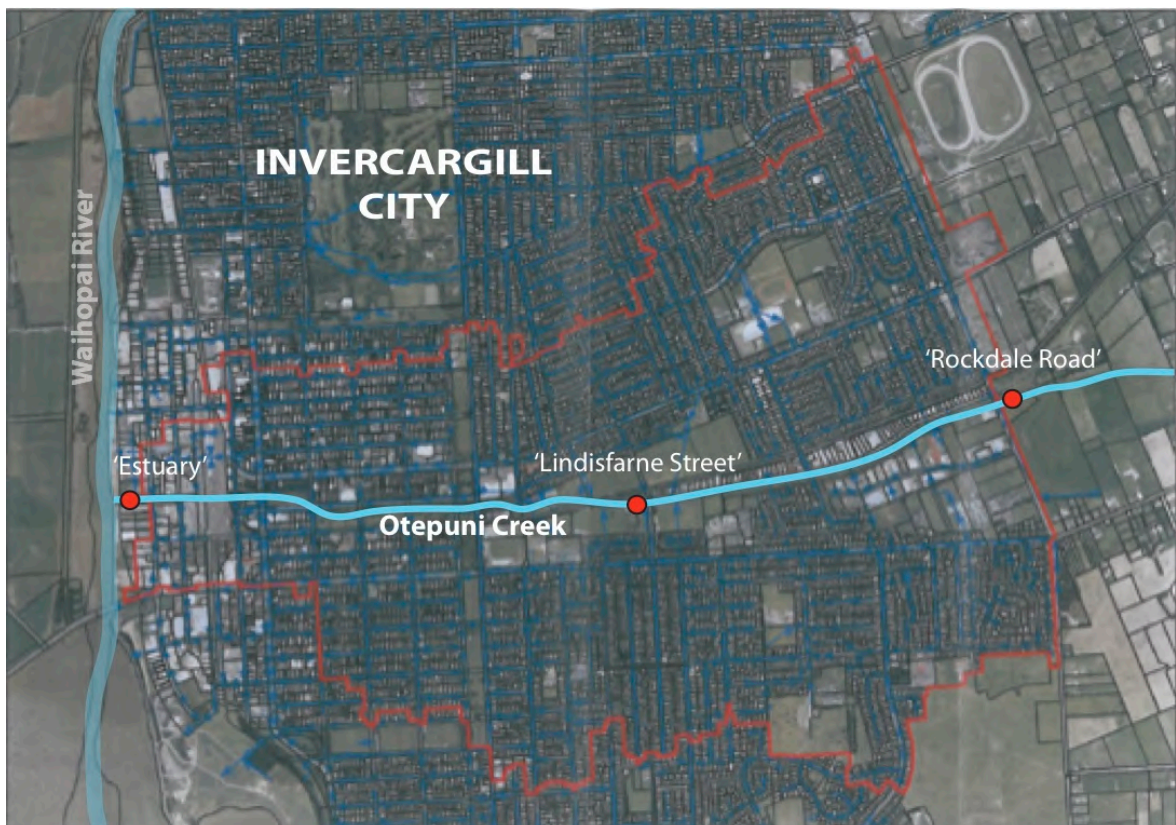 INVERCARGILL
CITY
Waihopai River
'Rockdale Road'
'Estuary'
'Lindisfarne Street'
Otepuni Creek